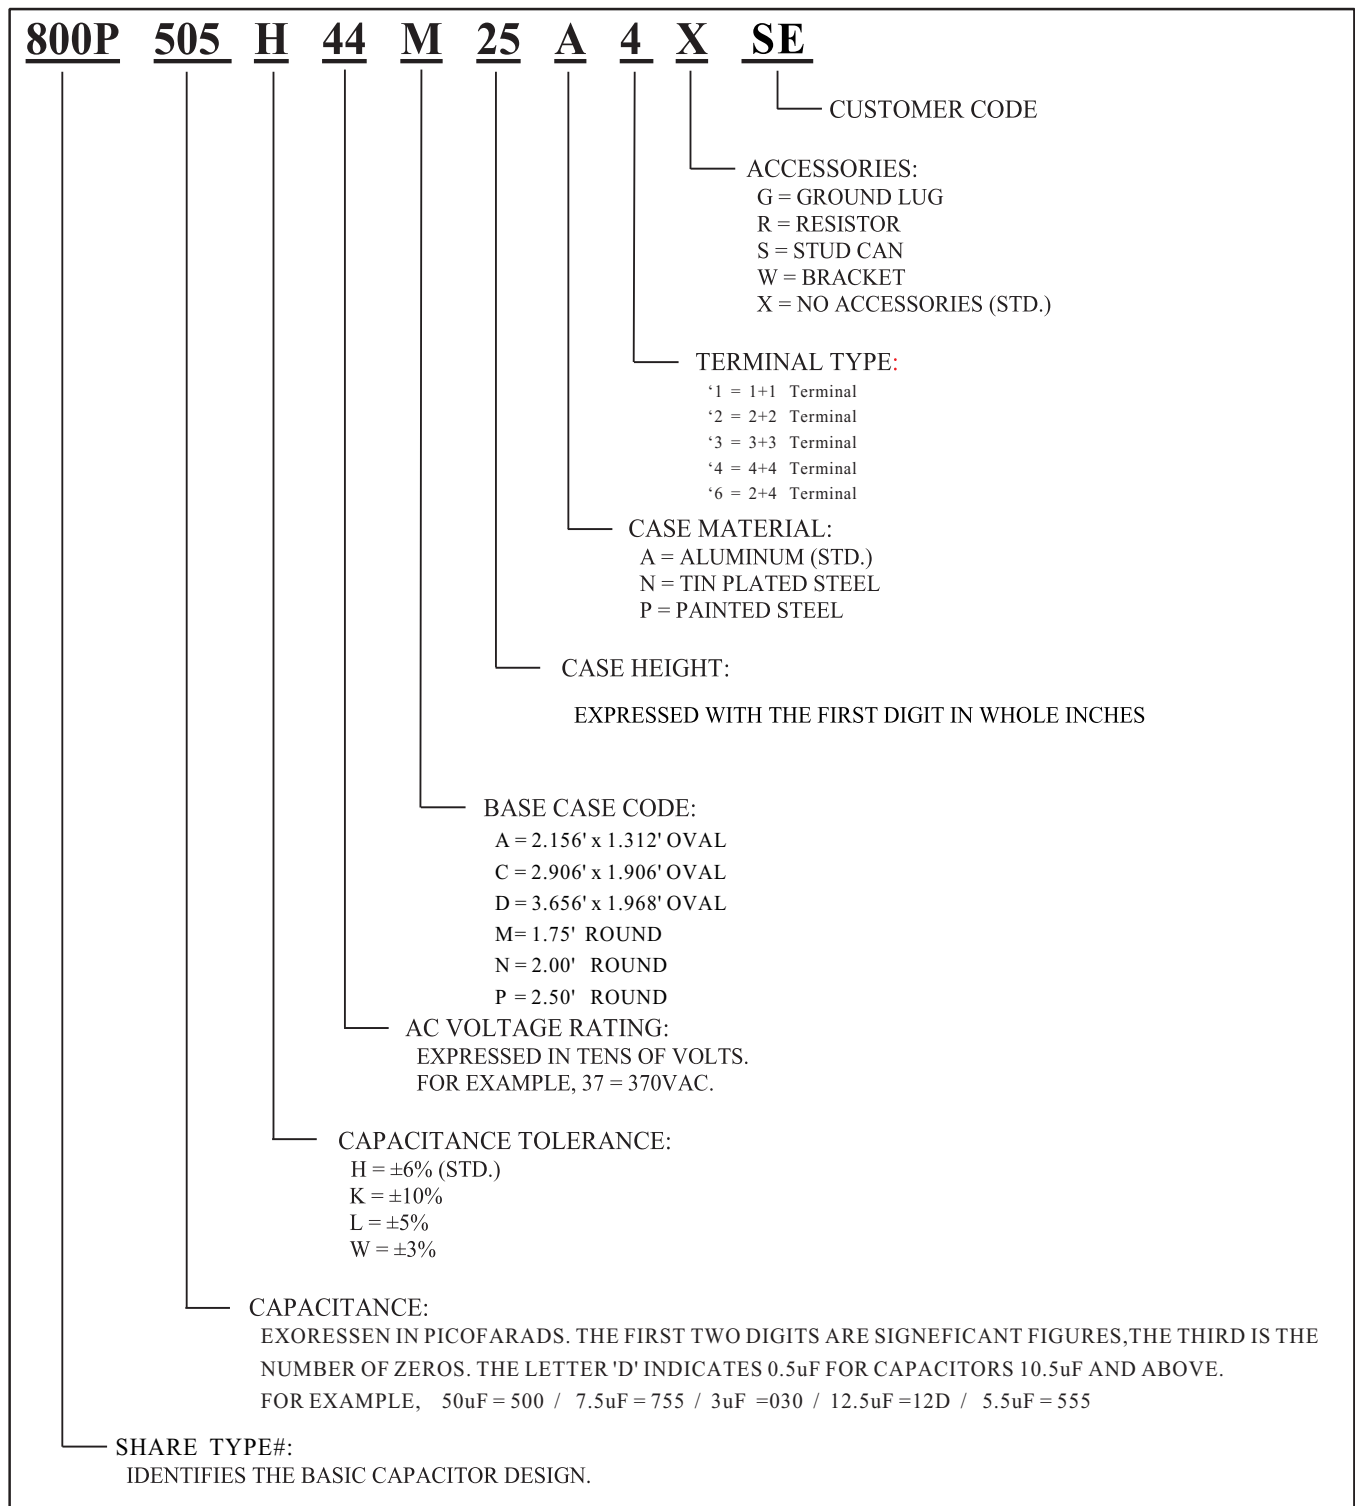 800P 505 H 44 M 25 A 4 X SE
CUSTOMER CODE
ACCESSORIES:
G = GROUND LUG
R = RESISTOR
S = STUD CAN
W = BRACKET
X = NO ACCESSORIES (STD.)
TERMINAL TYPE:
‘1 = 1+1 Terminal
‘2 = 2+2 Terminal
‘3 = 3+3 Terminal
‘4 = 4+4 Terminal
‘6 = 2+4 Terminal
CASE MATERIAL:
A = ALUMINUM (STD.)
N = TIN PLATED STEEL
P = PAINTED STEEL
CASE HEIGHT:
EXPRESSED WITH THE FIRST DIGIT IN WHOLE INCHES
BASE CASE CODE:
A = 2.156' x 1.312' OVAL
C = 2.906' x 1.906' OVAL
D = 3.656' x 1.968' OVAL
M= 1.75' ROUND
N = 2.00' ROUND
P = 2.50' ROUND
AC VOLTAGE RATING:
EXPRESSED IN TENS OF VOLTS.
FOR EXAMPLE, 37 = 370VAC.
CAPACITANCE TOLERANCE:
H = ±6% (STD.)
K = ±10%
L = ±5%
W = ±3%
CAPACITANCE:
EXORESSEN IN PICOFARADS. THE FIRST TWO DIGITS ARE SIGNEFICANT FIGURES,THE THIRD IS THE
NUMBER OF ZEROS. THE LETTER 'D' INDICATES 0.5uF FOR CAPACITORS 10.5uF AND ABOVE.
FOR EXAMPLE, 50uF = 500 / 7.5uF = 755 / 3uF =030 / 12.5uF =12D / 5.5uF = 555
SHARE TYPE#:
IDENTIFIES THE BASIC CAPACITOR DESIGN.